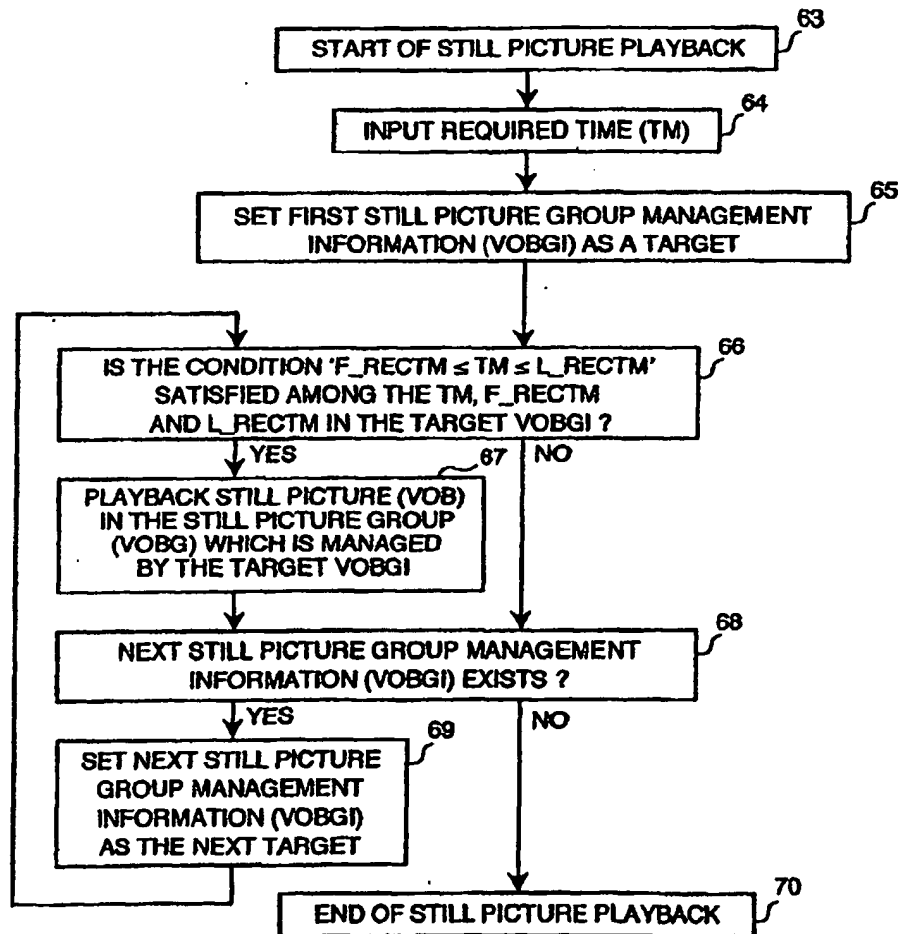 63
START OF STILL PICTURE PLAYBACK
64
INPUT REQUIRED TIME (TM)
65
SET FIRST STILL PICTURE GROUP MANAGEMENT
INFORMATION (VOBGI) AS A TARGET
66
IS THE CONDITION 'F_RECTM ≤ TM ≤ L_RECTM'
SATISFIED AMONG THE TM, F_RECTM
AND L_RECTM IN THE TARGET VOBGI ?
YES
NO
67
PLAYBACK STILL PICTURE (VOB)
IN THE STILL PICTURE GROUP
(VOBG) WHICH IS MANAGED
BY THE TARGET VOBGI
68
NEXT STILL PICTURE GROUP MANAGEMENT
INFORMATION (VOBGI) EXISTS ?
YES
NO
69
SET NEXT STILL PICTURE
GROUP MANAGEMENT
INFORMATION (VOBGI)
AS THE NEXT TARGET
70
END OF STILL PICTURE PLAYBACK